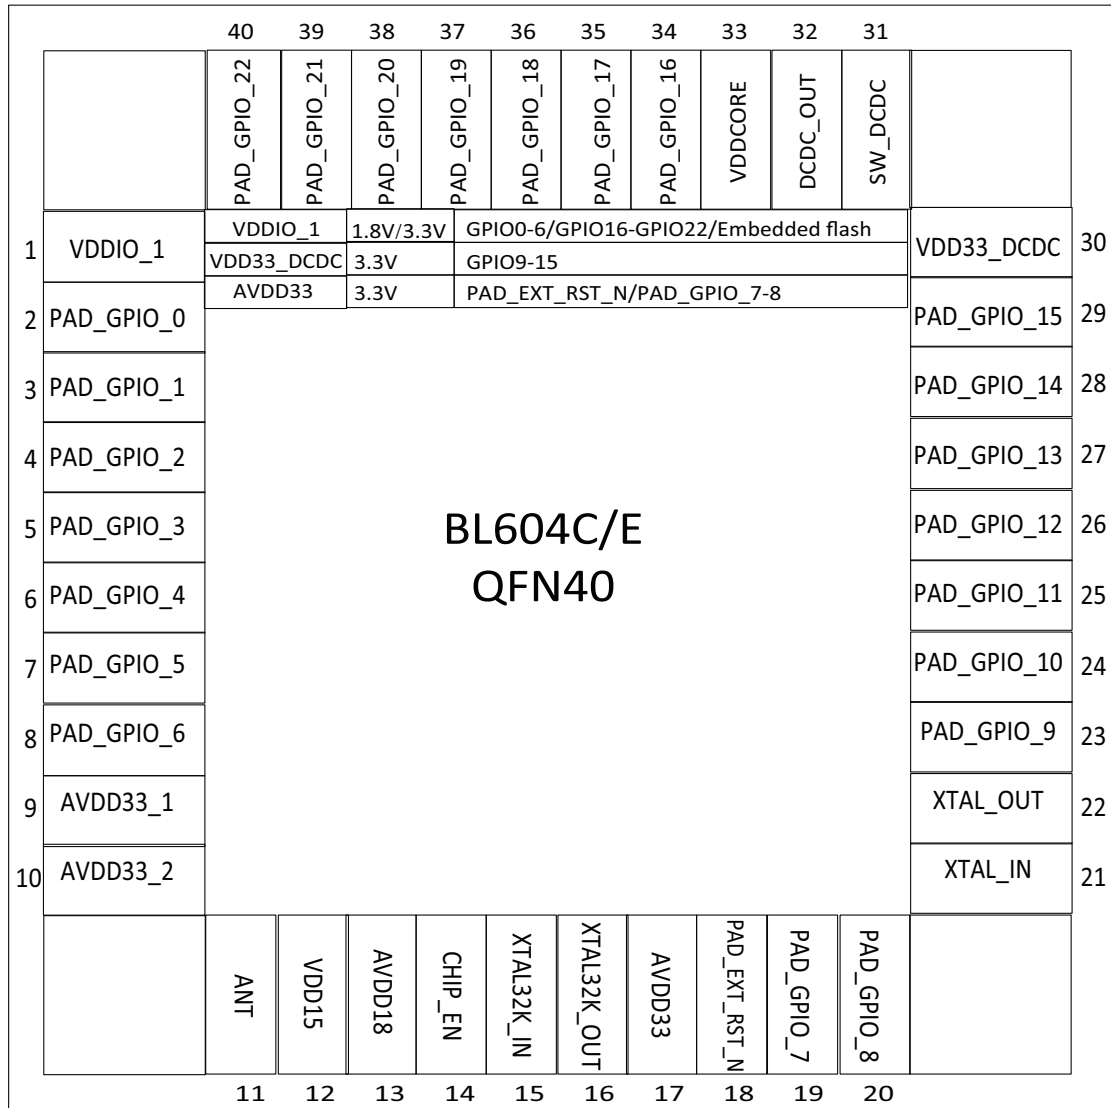 40 39 38 37 36 35 34 33 32 31
PAD_GPIO_22
PAD_GPIO_21
PAD_GPIO_20
PAD_GPIO_19
PAD_GPIO_18
PAD_GPIO_17
PAD_GPIO_16
VDDCORE
DCDC_OUT
SW_DCDC
VDDIO_1 1.8V/3.3V GPIO0-6/GPIO16-GPIO22/Embedded flash
VDD33_DCDC 3.3V GPIO9-15
AVDD33 3.3V PAD_EXT_RST_N/PAD_GPIO_7-8
1 VDDIO_1
2 PAD_GPIO_0
3 PAD_GPIO_1
4 PAD_GPIO_2
5 PAD_GPIO_3
6 PAD_GPIO_4
7 PAD_GPIO_5
8 PAD_GPIO_6
9 AVDD33_1
10 AVDD33_2
BL604C/E
QFN40
VDD33_DCDC 30
PAD_GPIO_15 29
PAD_GPIO_14 28
PAD_GPIO_13 27
PAD_GPIO_12 26
PAD_GPIO_11 25
PAD_GPIO_10 24
PAD_GPIO_9 23
XTAL_OUT 22
XTAL_IN 21
ANT
VDD15
AVDD18
CHIP_EN
XTAL32K_IN
XTAL32K_OUT
AVDD33
PAD_EXT_RST_N
PAD_GPIO_7
PAD_GPIO_8
11 12 13 14 15 16 17 18 19 20